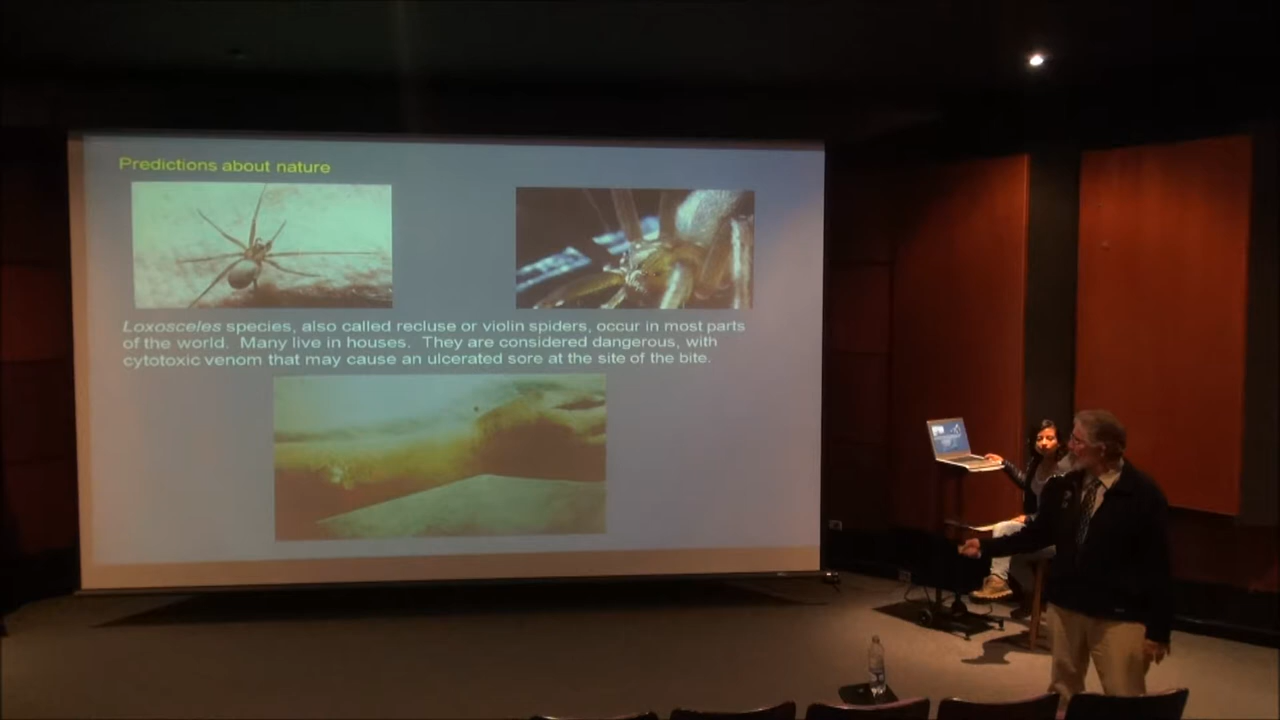 Predictions about nature
Loxosceles species, also called recluse or violin spiders, occur in most parts
of the world. Many live in houses. They are considered dangerous, with
cytotoxic venom that may cause an ulcerated sore at the site of the bite.